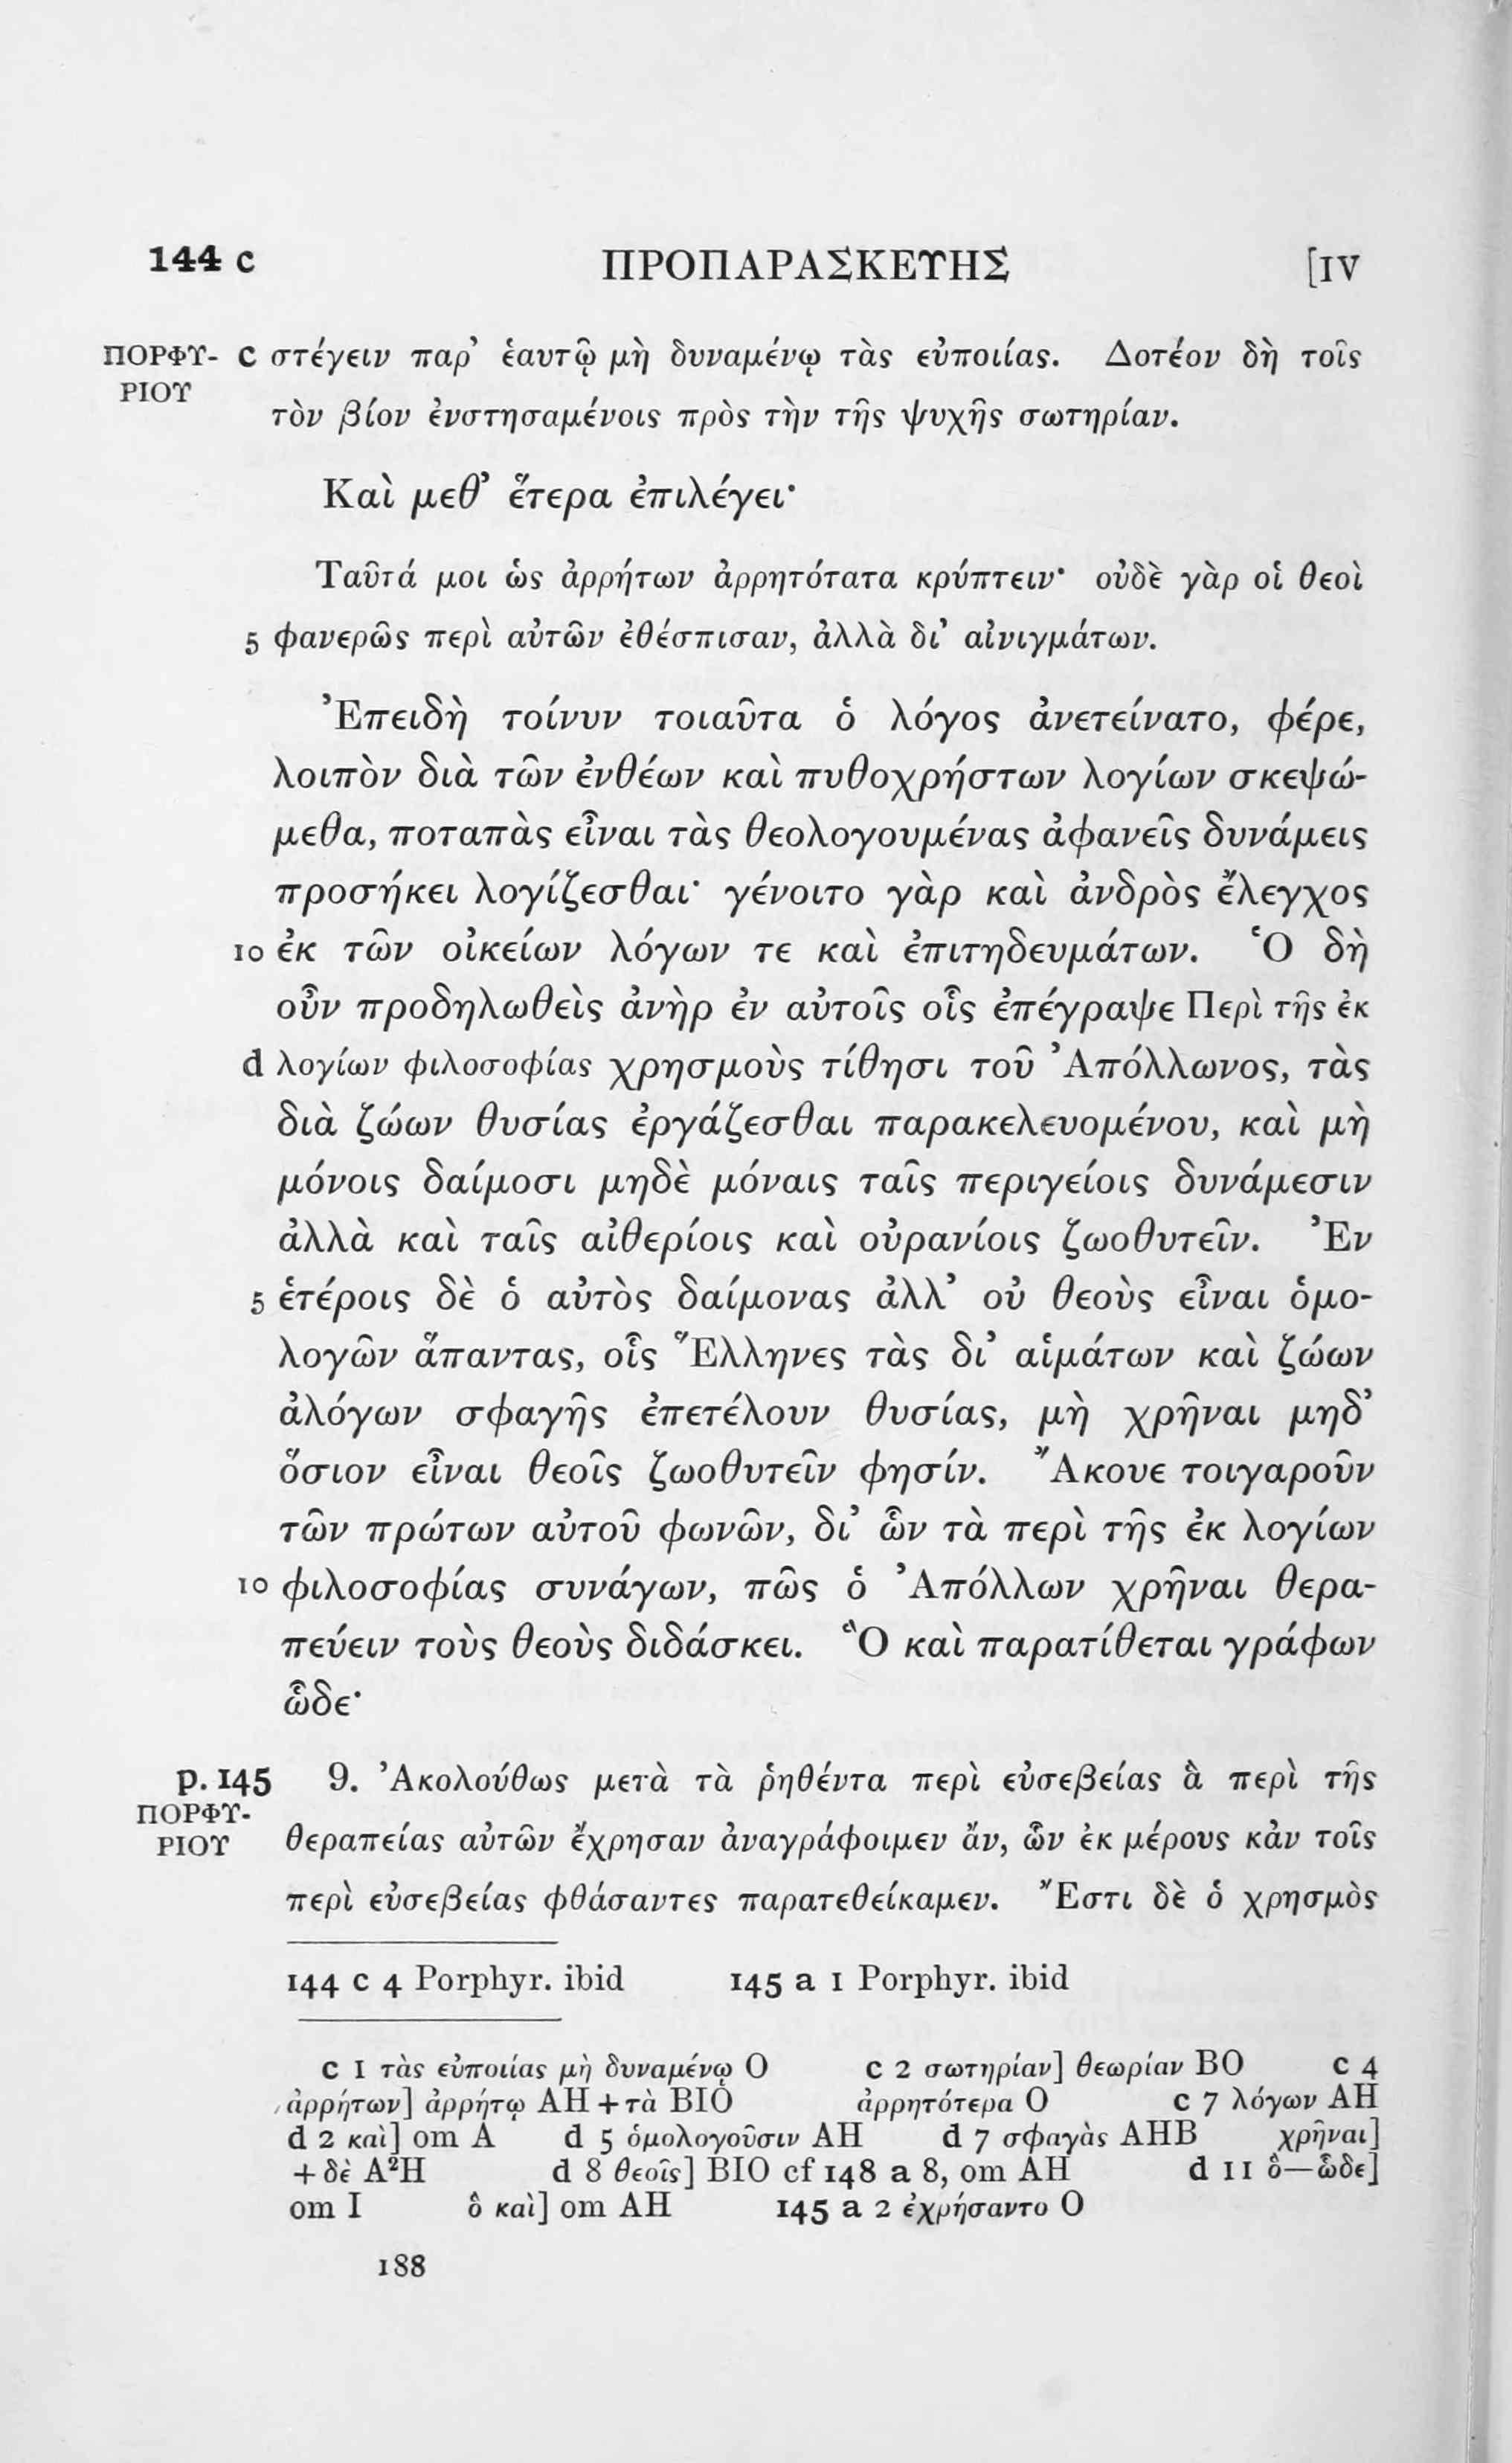 144 c ΠΡΟΠΑΡΑΣΚΕΥΗΣ [IV
ΠΟΡΦΥ- c στέγειν παρ’ ἑαυτῷ μὴ δυναμένῳ τὰς εὐποιίας. Δοτέον δὴ τοῖς
ΡΙΟΥ
τὸν βίον ἐνστησαμένοις πρὸς τὴν τῆς ψυχῆς σωτηρίαν.
Καὶ μεθ’ ἕτερα ἐπιλέγει·
Ταῦτά μοι ὡς ἀρρήτων ἀρρητότατα κρύπτειν· οὐδὲ γὰρ οἱ θεοὶ
5 φανερῶς περὶ αὐτῶν ἐθέσπισαν, ἀλλὰ δι’ αἰνιγμάτων.
Ἐπειδὴ τοίνυν τοιαῦτα ὁ λόγος ἀνετείνατο, φέρε,
λοιπὸν διὰ τῶν ἐνθέων καὶ πυθοχρήστων λογίων σκεψώ-
μεθα, ποταπὰς εἶναι τὰς θεολογουμένας ἀφανεῖς δυνάμεις
προσήκει λογίζεσθαι· γένοιτο γὰρ καὶ ἀνδρὸς ἔλεγχος
10 ἐκ τῶν οἰκείων λόγων τε καὶ ἐπιτηδευμάτων. Ὁ δὴ
οὖν προδηλωθεὶς ἀνὴρ ἐν αὐτοῖς οἷς ἐπέγραψε Περὶ τῆς ἐκ
d λογίων φιλοσοφίας χρησμοὺς τίθησι τοῦ Ἀπόλλωνος, τὰς
διὰ ζώων θυσίας ἐργάζεσθαι παρακελευομένου, καὶ μὴ
μόνοις δαίμοσι μηδὲ μόναις ταῖς περιγείοις δυνάμεσιν
ἀλλὰ καὶ ταῖς αἰθερίοις καὶ οὐρανίοις ζωοθυτεῖν. Ἐν
5 ἑτέροις δὲ ὁ αὐτὸς δαίμονας ἀλλ’ οὐ θεοὺς εἶναι ὁμο-
λογῶν ἅπαντας, οἷς Ἕλληνες τὰς δι’ αἱμάτων καὶ ζώων
ἀλόγων σφαγῆς ἐπετέλουν θυσίας, μὴ χρῆναι μηδ’
ὅσιον εἶναι θεοῖς ζωοθυτεῖν φησίν. Ἄκουε τοιγαροῦν
τῶν πρώτων αὐτοῦ φωνῶν, δι’ ὧν τὰ περὶ τῆς ἐκ λογίων
10 φιλοσοφίας συνάγων, πῶς ὁ Ἀπόλλων χρῆναι θερα-
πεύειν τοὺς θεοὺς διδάσκει. Ὃ καὶ παρατίθεται γράφων
ὧδε·
p. 145 9. Ἀκολούθως μετὰ τὰ ῥηθέντα περὶ εὐσεβείας ἃ περὶ τῆς
ΠΟΡΦΥ-
ΡΙΟΥ θεραπείας αὐτῶν ἔχρησαν ἀναγράφοιμεν ἄν, ὧν ἐκ μέρους κἀν τοῖς
περὶ εὐσεβείας φθάσαντες παρατεθείκαμεν. Ἔστι δὲ ὁ χρησμὸς
144 c 4 Porphyr. ibid 145 a 1 Porphyr. ibid
c 1 τὰς εὐποιίας μὴ δυναμένῳ O c 2 σωτηρίαν] θεωρίαν BO c 4
ἀρρήτων] ἀρρήτῳ AH + τὰ BIO ἀρρητότερα O c 7 λόγων AH
d 2 καὶ] om A d 5 ὁμολογοῦσιν AH d 7 σφαγὰς AHB χρῆναι]
+ δὲ A²H d 8 θεοῖς] BIO cf 148 a 8, om AH d 11 ὃ—ὧδε]
om I ὃ καὶ] om AH 145 a 2 ἐχρήσαντο O
188